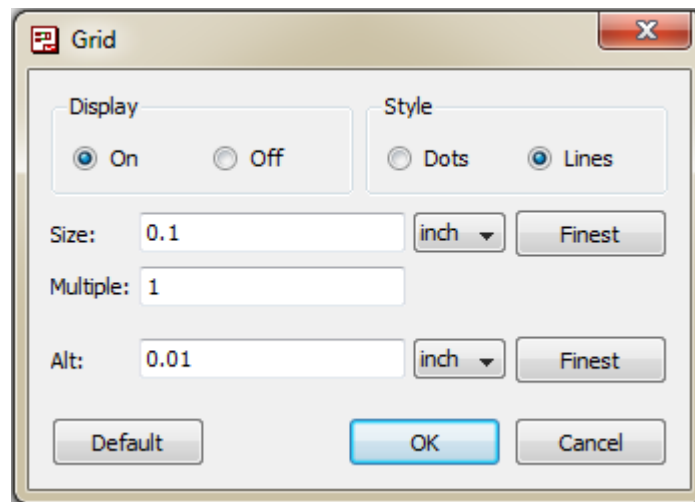 Grid
Display Style
On Off Dots Lines
Size: 0.1 inch Finest
Multiple: 1
Alt: 0.01 inch Finest
Default OK Cancel